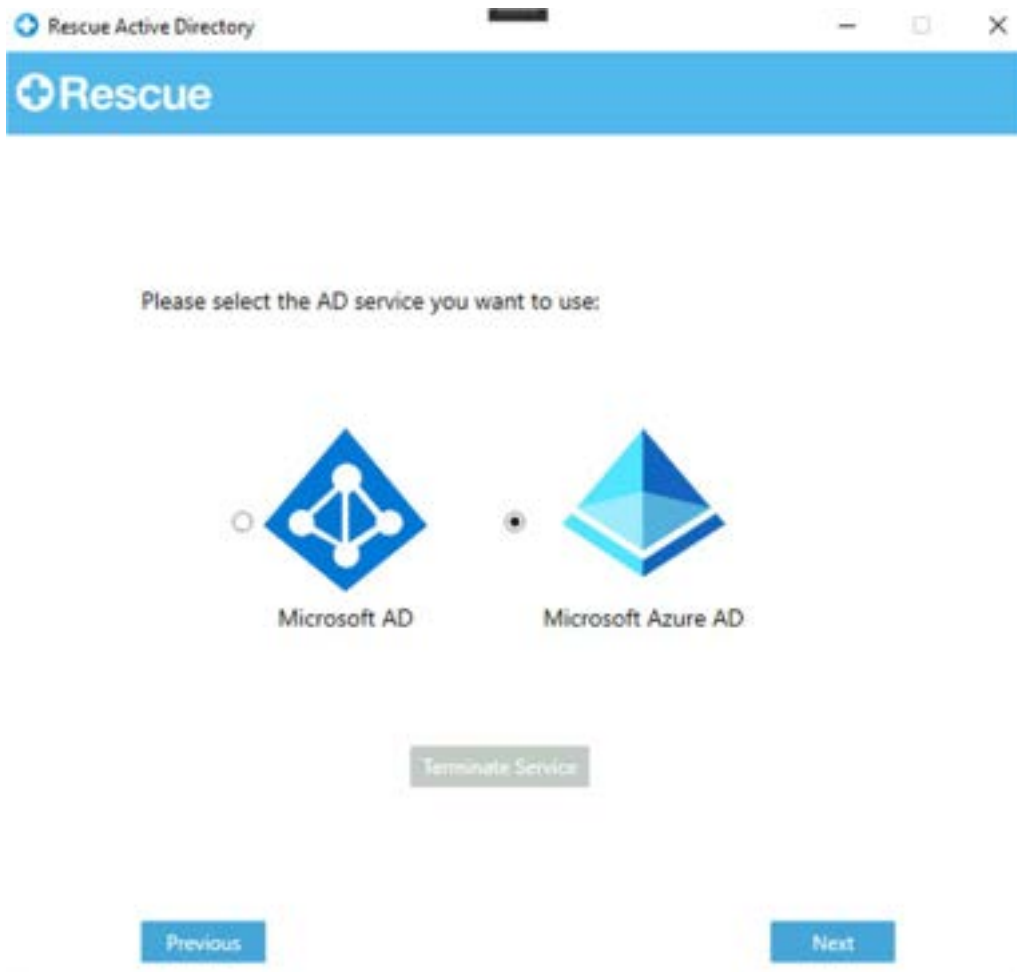 Rescue Active Directory
Rescue
Please select the AD service you want to use:
Microsoft AD
Microsoft Azure AD
Terminate Service
Previous
Next